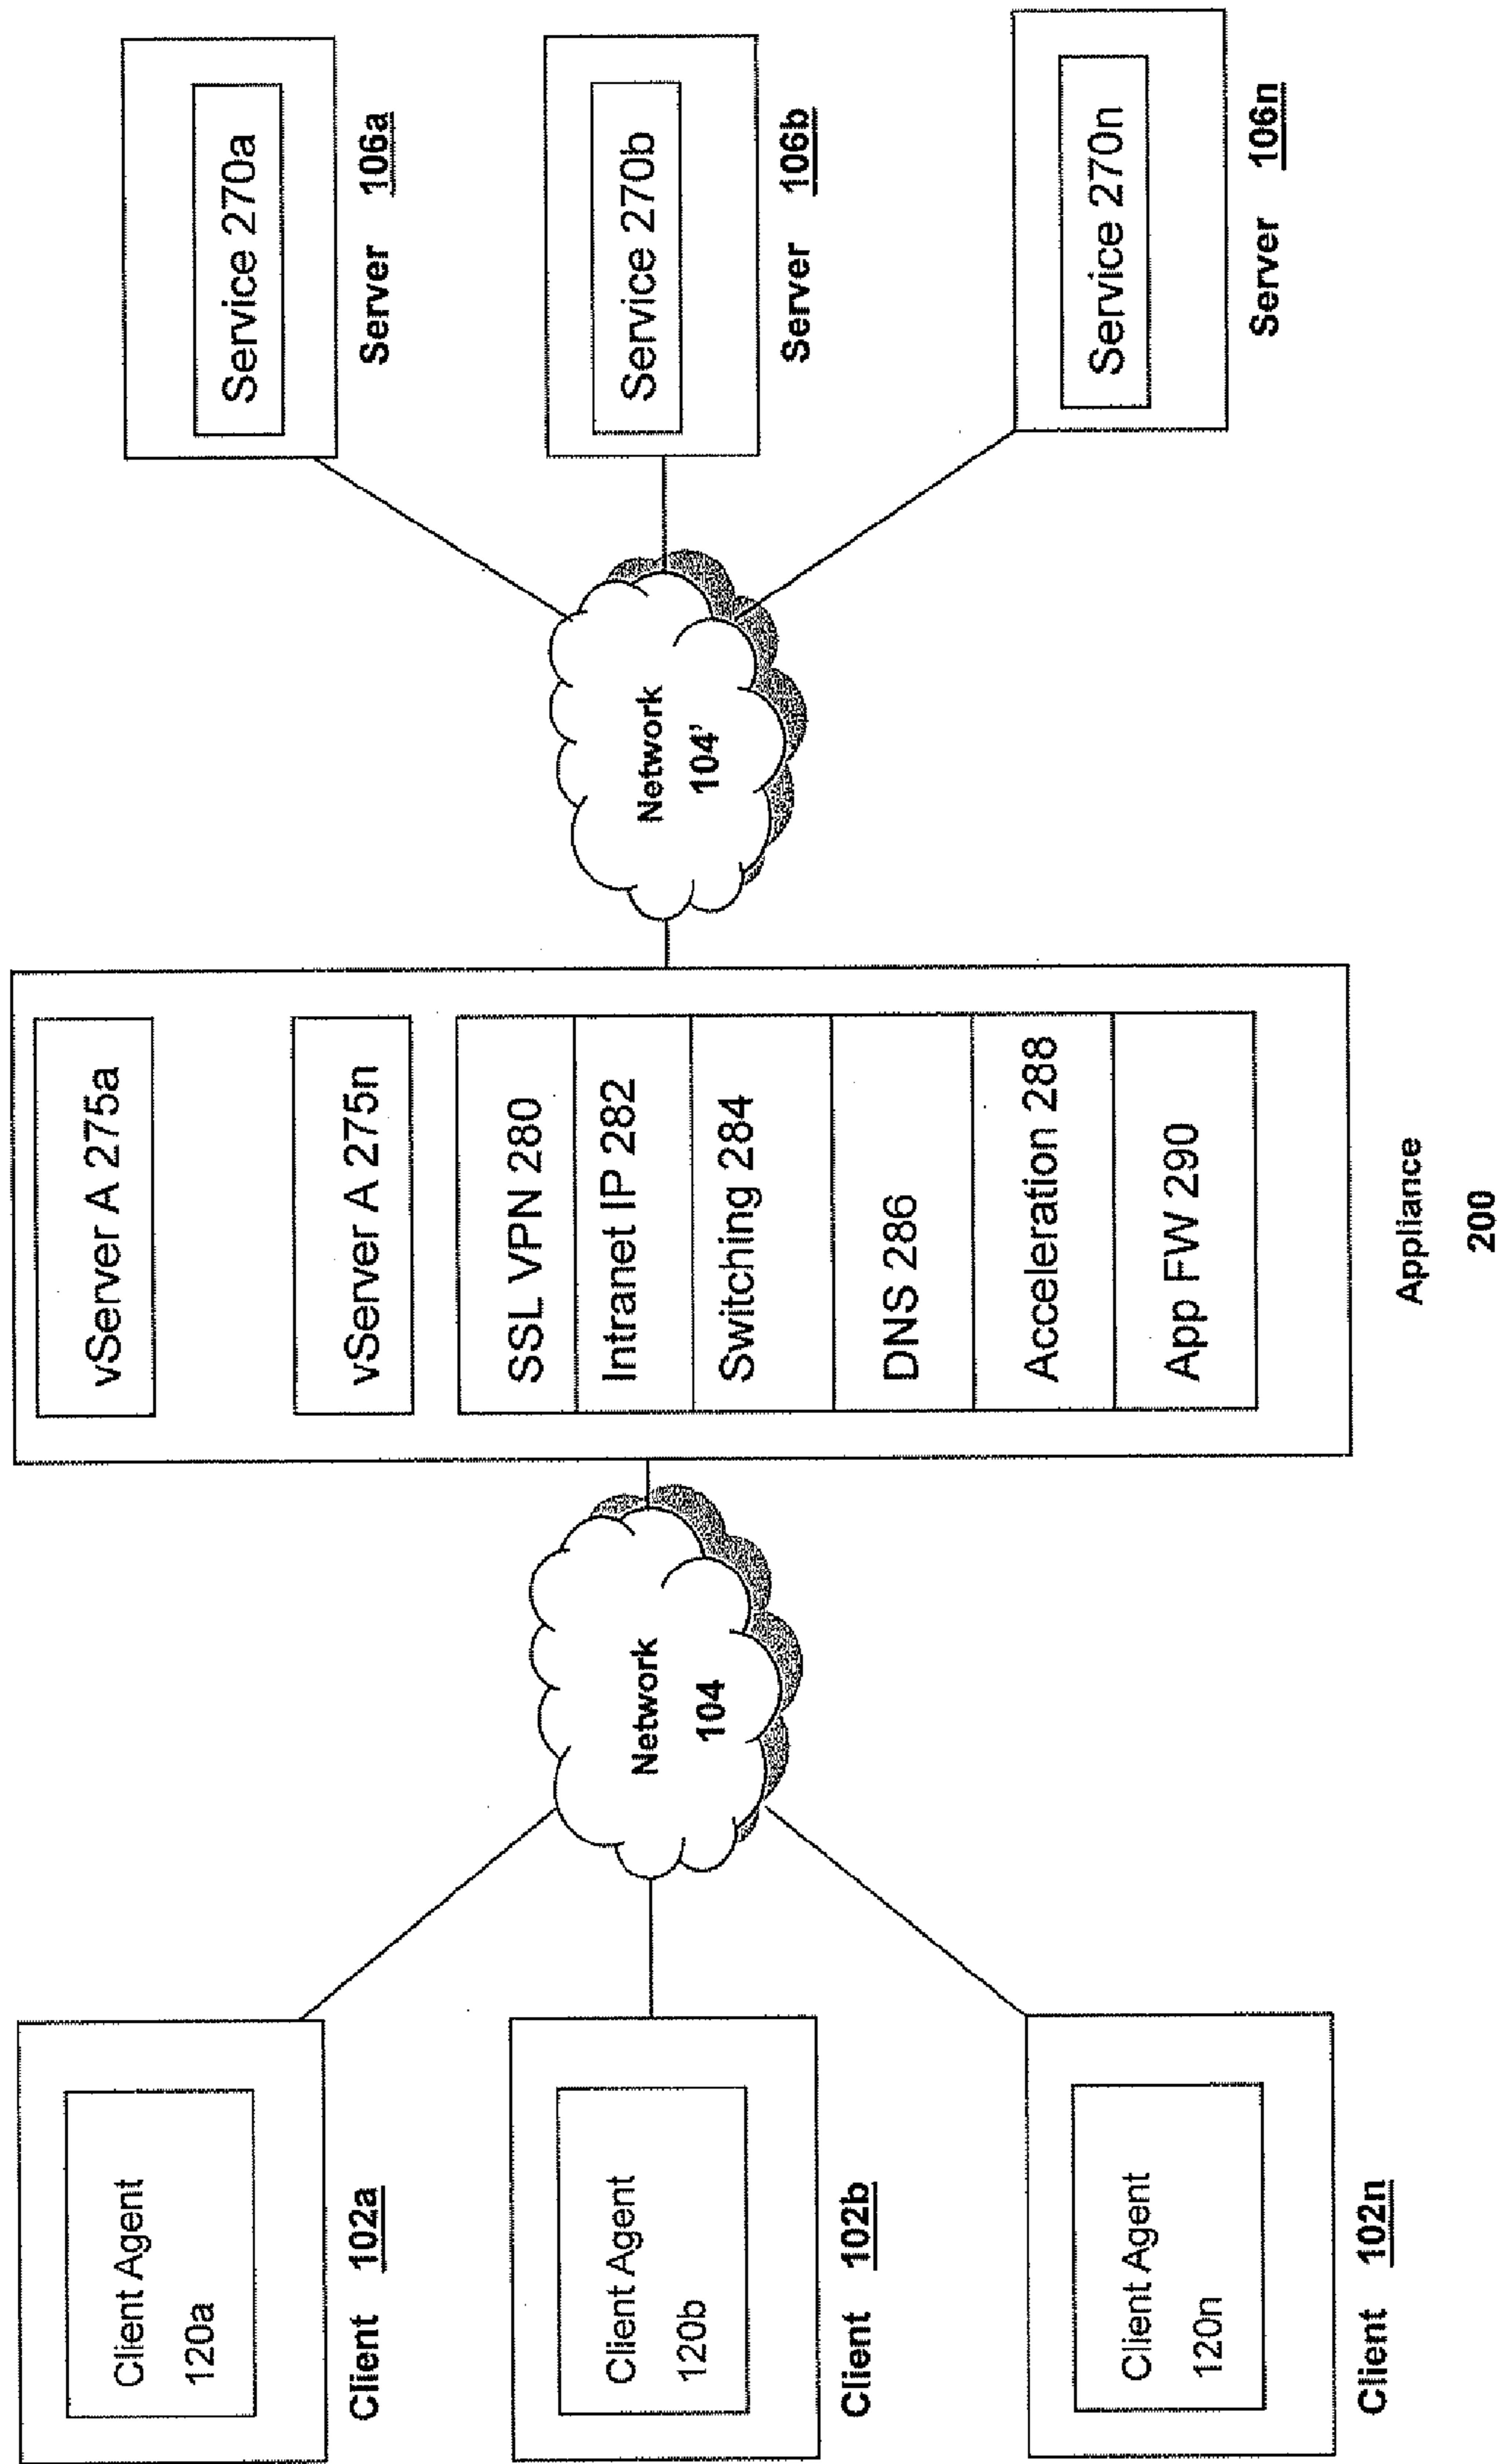 Client Agent
120a
Client 102a
Client Agent
120b
Client 102b
Client Agent
120n
Client 102n
Network
104
vServer A 275a
vServer A 275n
SSL VPN 280
Intranet IP 282
Switching 284
DNS 286
Acceleration 288
App FW 290
Appliance
200
Network
104'
Service 270a
Server 106a
Service 270b
Server 106b
Service 270n
Server 106n